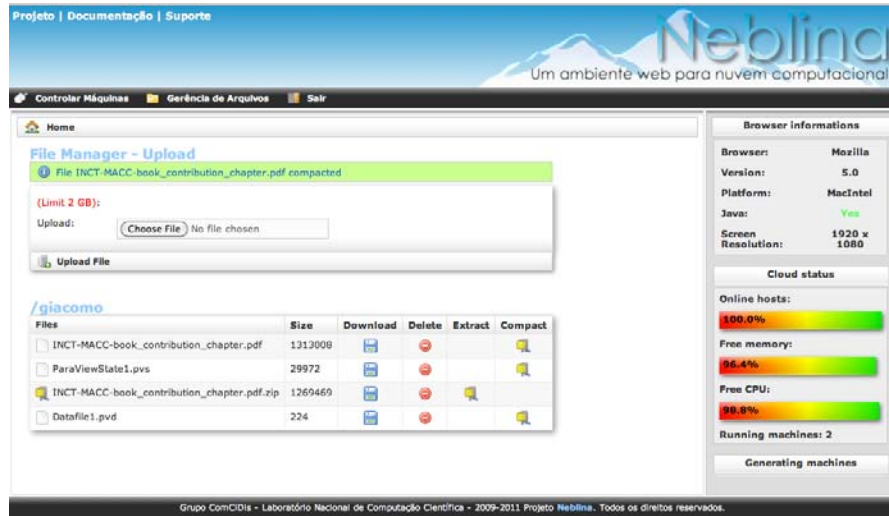 Projeto | Documentação | Suporte
Neblina
Um ambiente web para nuvem computacional
Controlar Máquinas Gerência de Arquivos Sair
Home
File Manager - Upload
File INCT-MACC-book_contribution_chapter.pdf compacted
(Limit 2 GB):
Upload: Choose File No file chosen
Upload File
/giacomo
Files Size Download Delete Extract Compact
INCT-MACC-book_contribution_chapter.pdf 1313008
ParaViewState1.pvs 29972
INCT-MACC-book_contribution_chapter.pdf.zip 1269469
Datafile1.pvd 224
Browser informations
Browser: Mozilla
Version: 5.0
Platform: MacIntel
Java: Yes
Screen Resolution: 1920 x 1080
Cloud status
Online hosts:
100.0%
Free memory:
96.4%
Free CPU:
98.8%
Running machines: 2
Generating machines
Grupo ComCiDis - Laboratório Nacional de Computação Científica - 2009-2011 Projeto Neblina. Todos os direitos reservados.